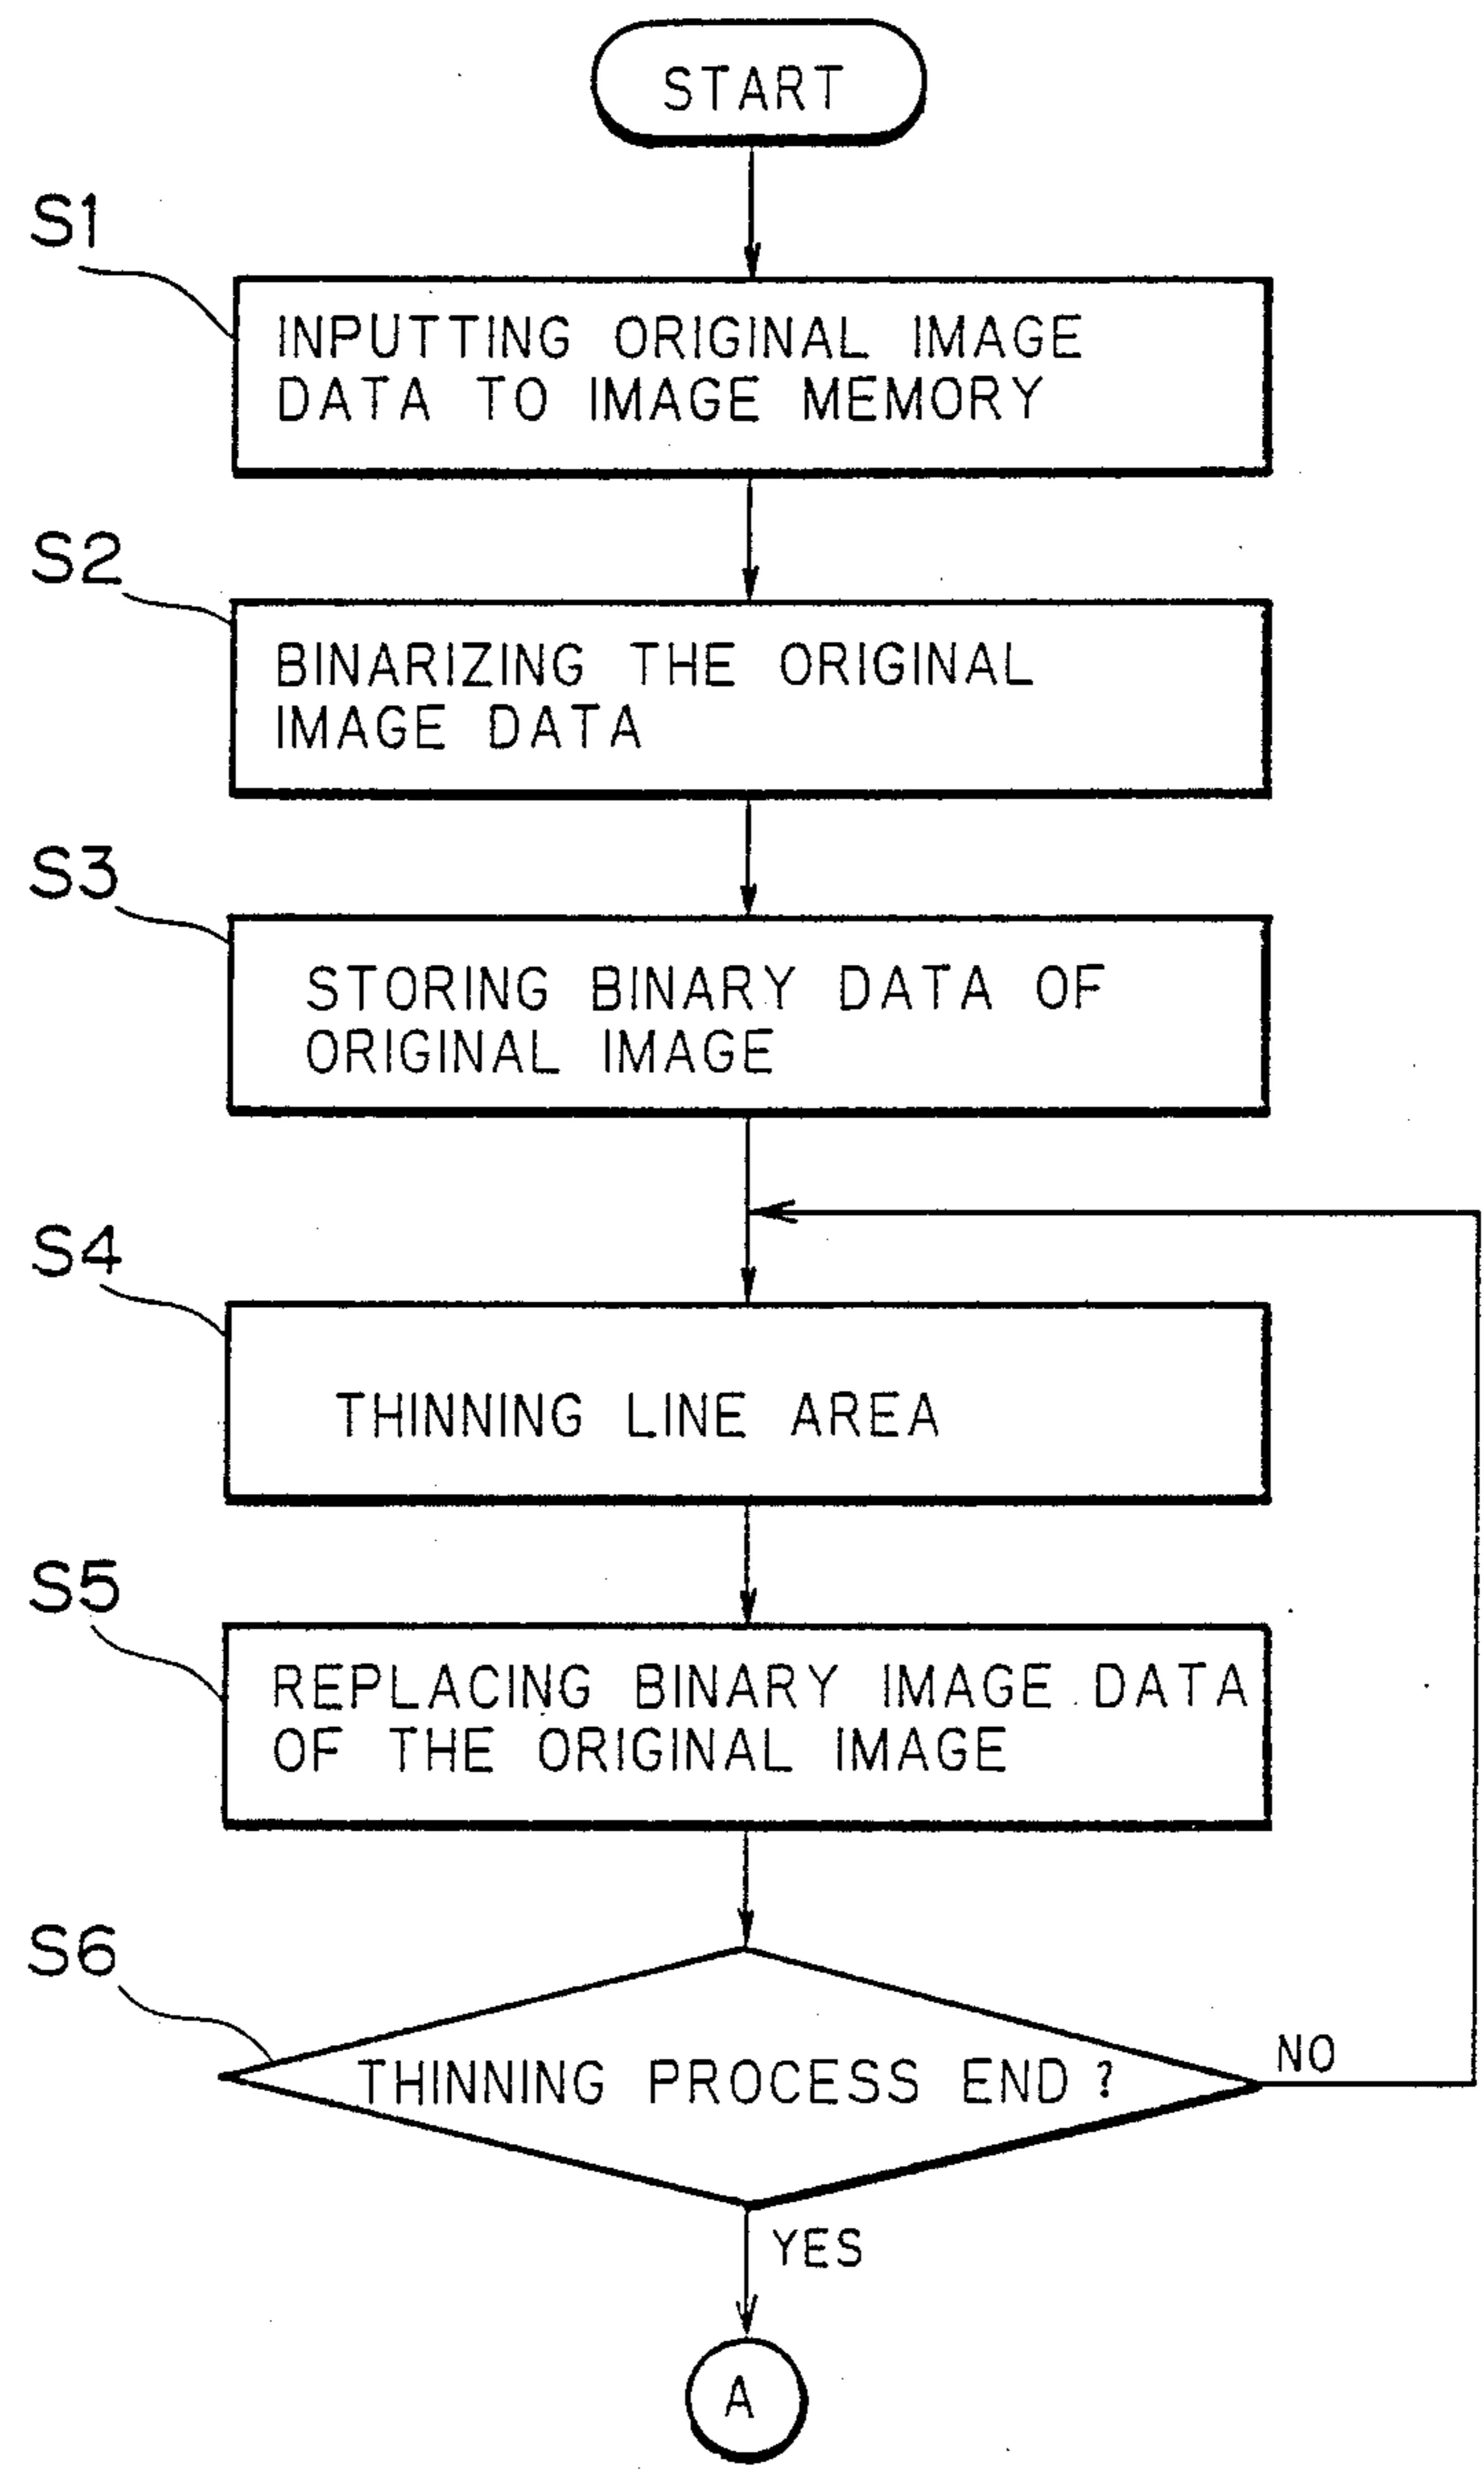 START
S1
INPUTTING ORIGINAL IMAGE
DATA TO IMAGE MEMORY
S2
BINARIZING THE ORIGINAL
IMAGE DATA
S3
STORING BINARY DATA OF
ORIGINAL IMAGE
S4
THINNING LINE AREA
S5
REPLACING BINARY IMAGE DATA
OF THE ORIGINAL IMAGE
S6
THINNING PROCESS END ?
NO
YES
A